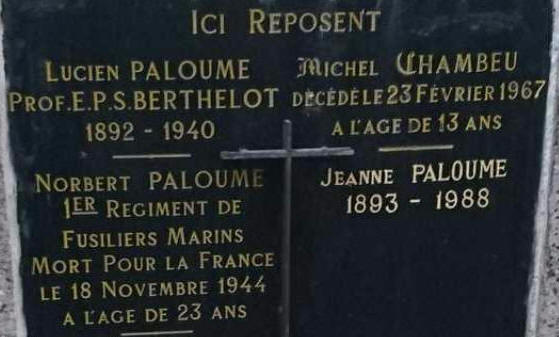 ICI REPOSENT
LUCIEN PALOUME
PROF.E.P.S.BERTHELOT
1892 - 1940
NORBERT PALOUME
1ER REGIMENT DE
FUSILIERS MARINS
MORT POUR LA FRANCE
LE 18 NOVEMBRE 1944
A L'AGE DE 23 ANS
MICHEL CHAMBEU
DÉCÉDÉ LE 23 FÉVRIER 1967
A L'AGE DE 13 ANS
JEANNE PALOUME
1893 - 1988